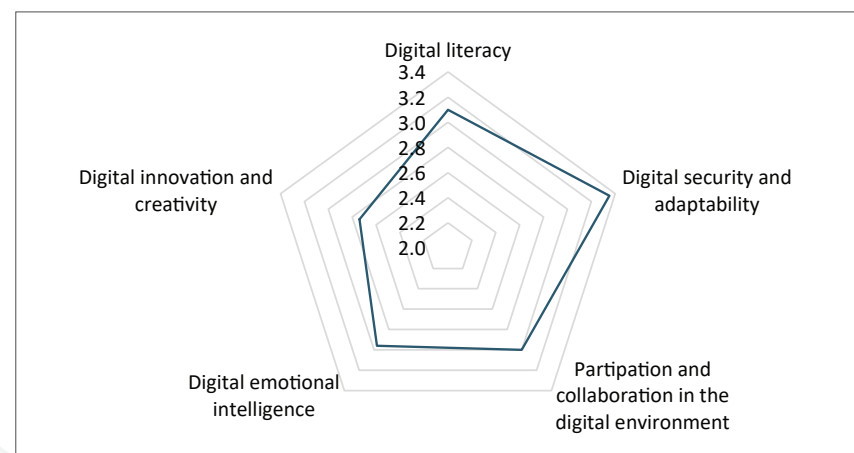 Digital literacy
3.4
3.2
3.0
2.8
2.6
2.4
2.2
2.0
Digital security and
adaptability
Partipation and
collaboration in the
digital environment
Digital emotional
intelligence
Digital innovation and
creativity